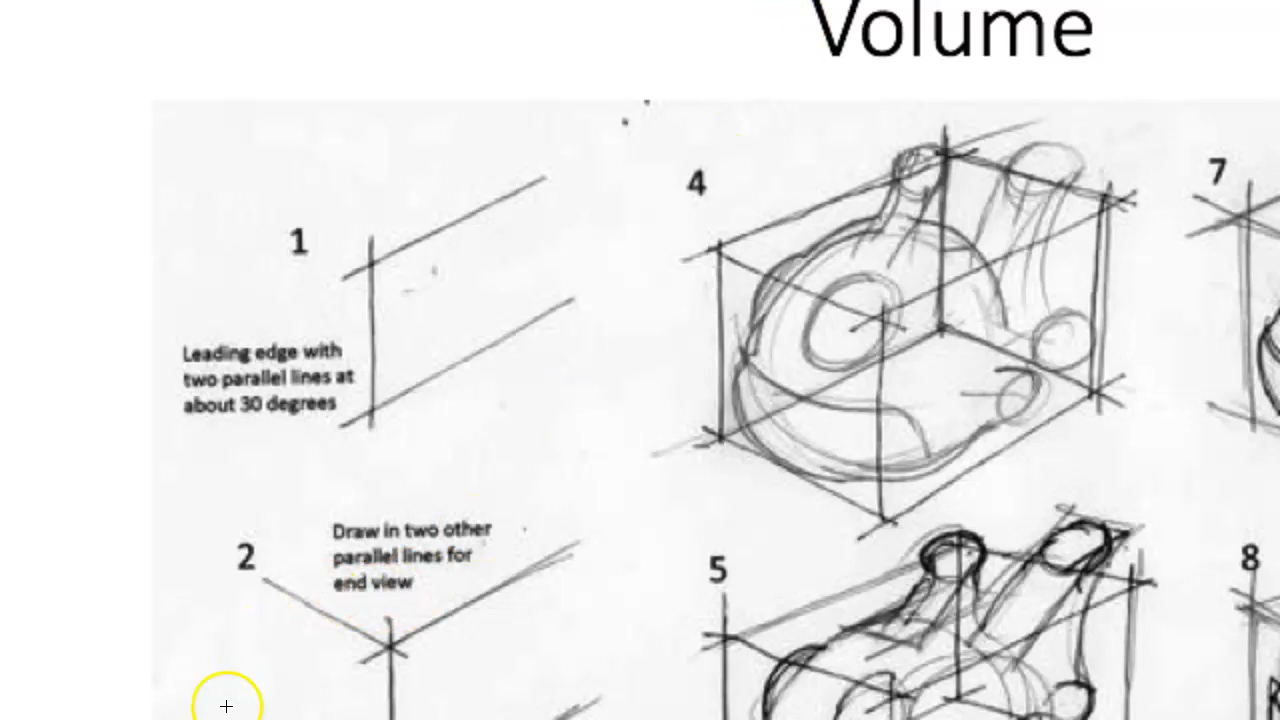 Volume
1
Leading edge with
two parallel lines at
about 30 degrees
2
Draw in two other
parallel lines for
end view
4
5
7
8